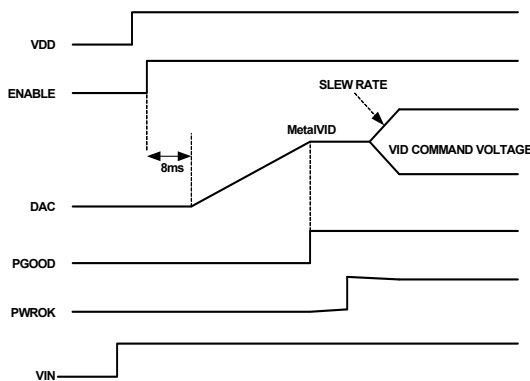 VDD
ENABLE
SLEW RATE
MetalVID
VID COMMAND VOLTAGE
8ms
DAC
PGOOD
PWROK
VIN